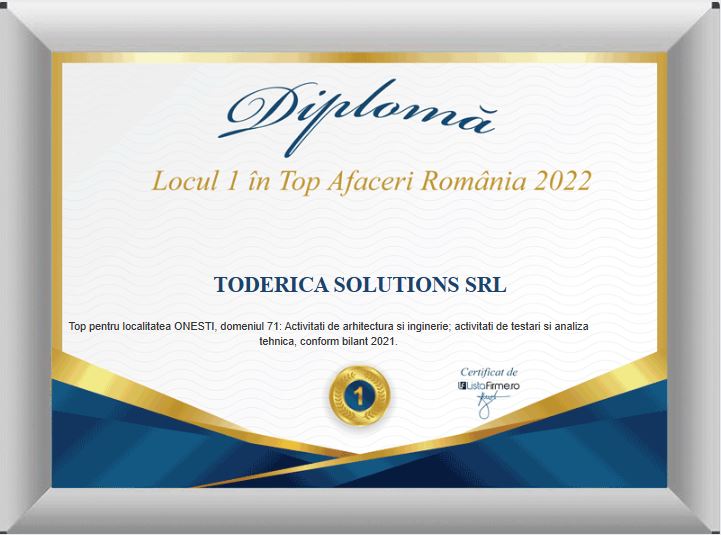 Diplomă
Locul 1 în Top Afaceri România 2022
TODERICA SOLUTIONS SRL
Top pentru localitatea ONESTI, domeniul 71: Activitati de arhitectura si inginerie; activitati de testari si analiza
tehnica, conform bilant 2021.
1
Certificat de
ListaFirme.ro